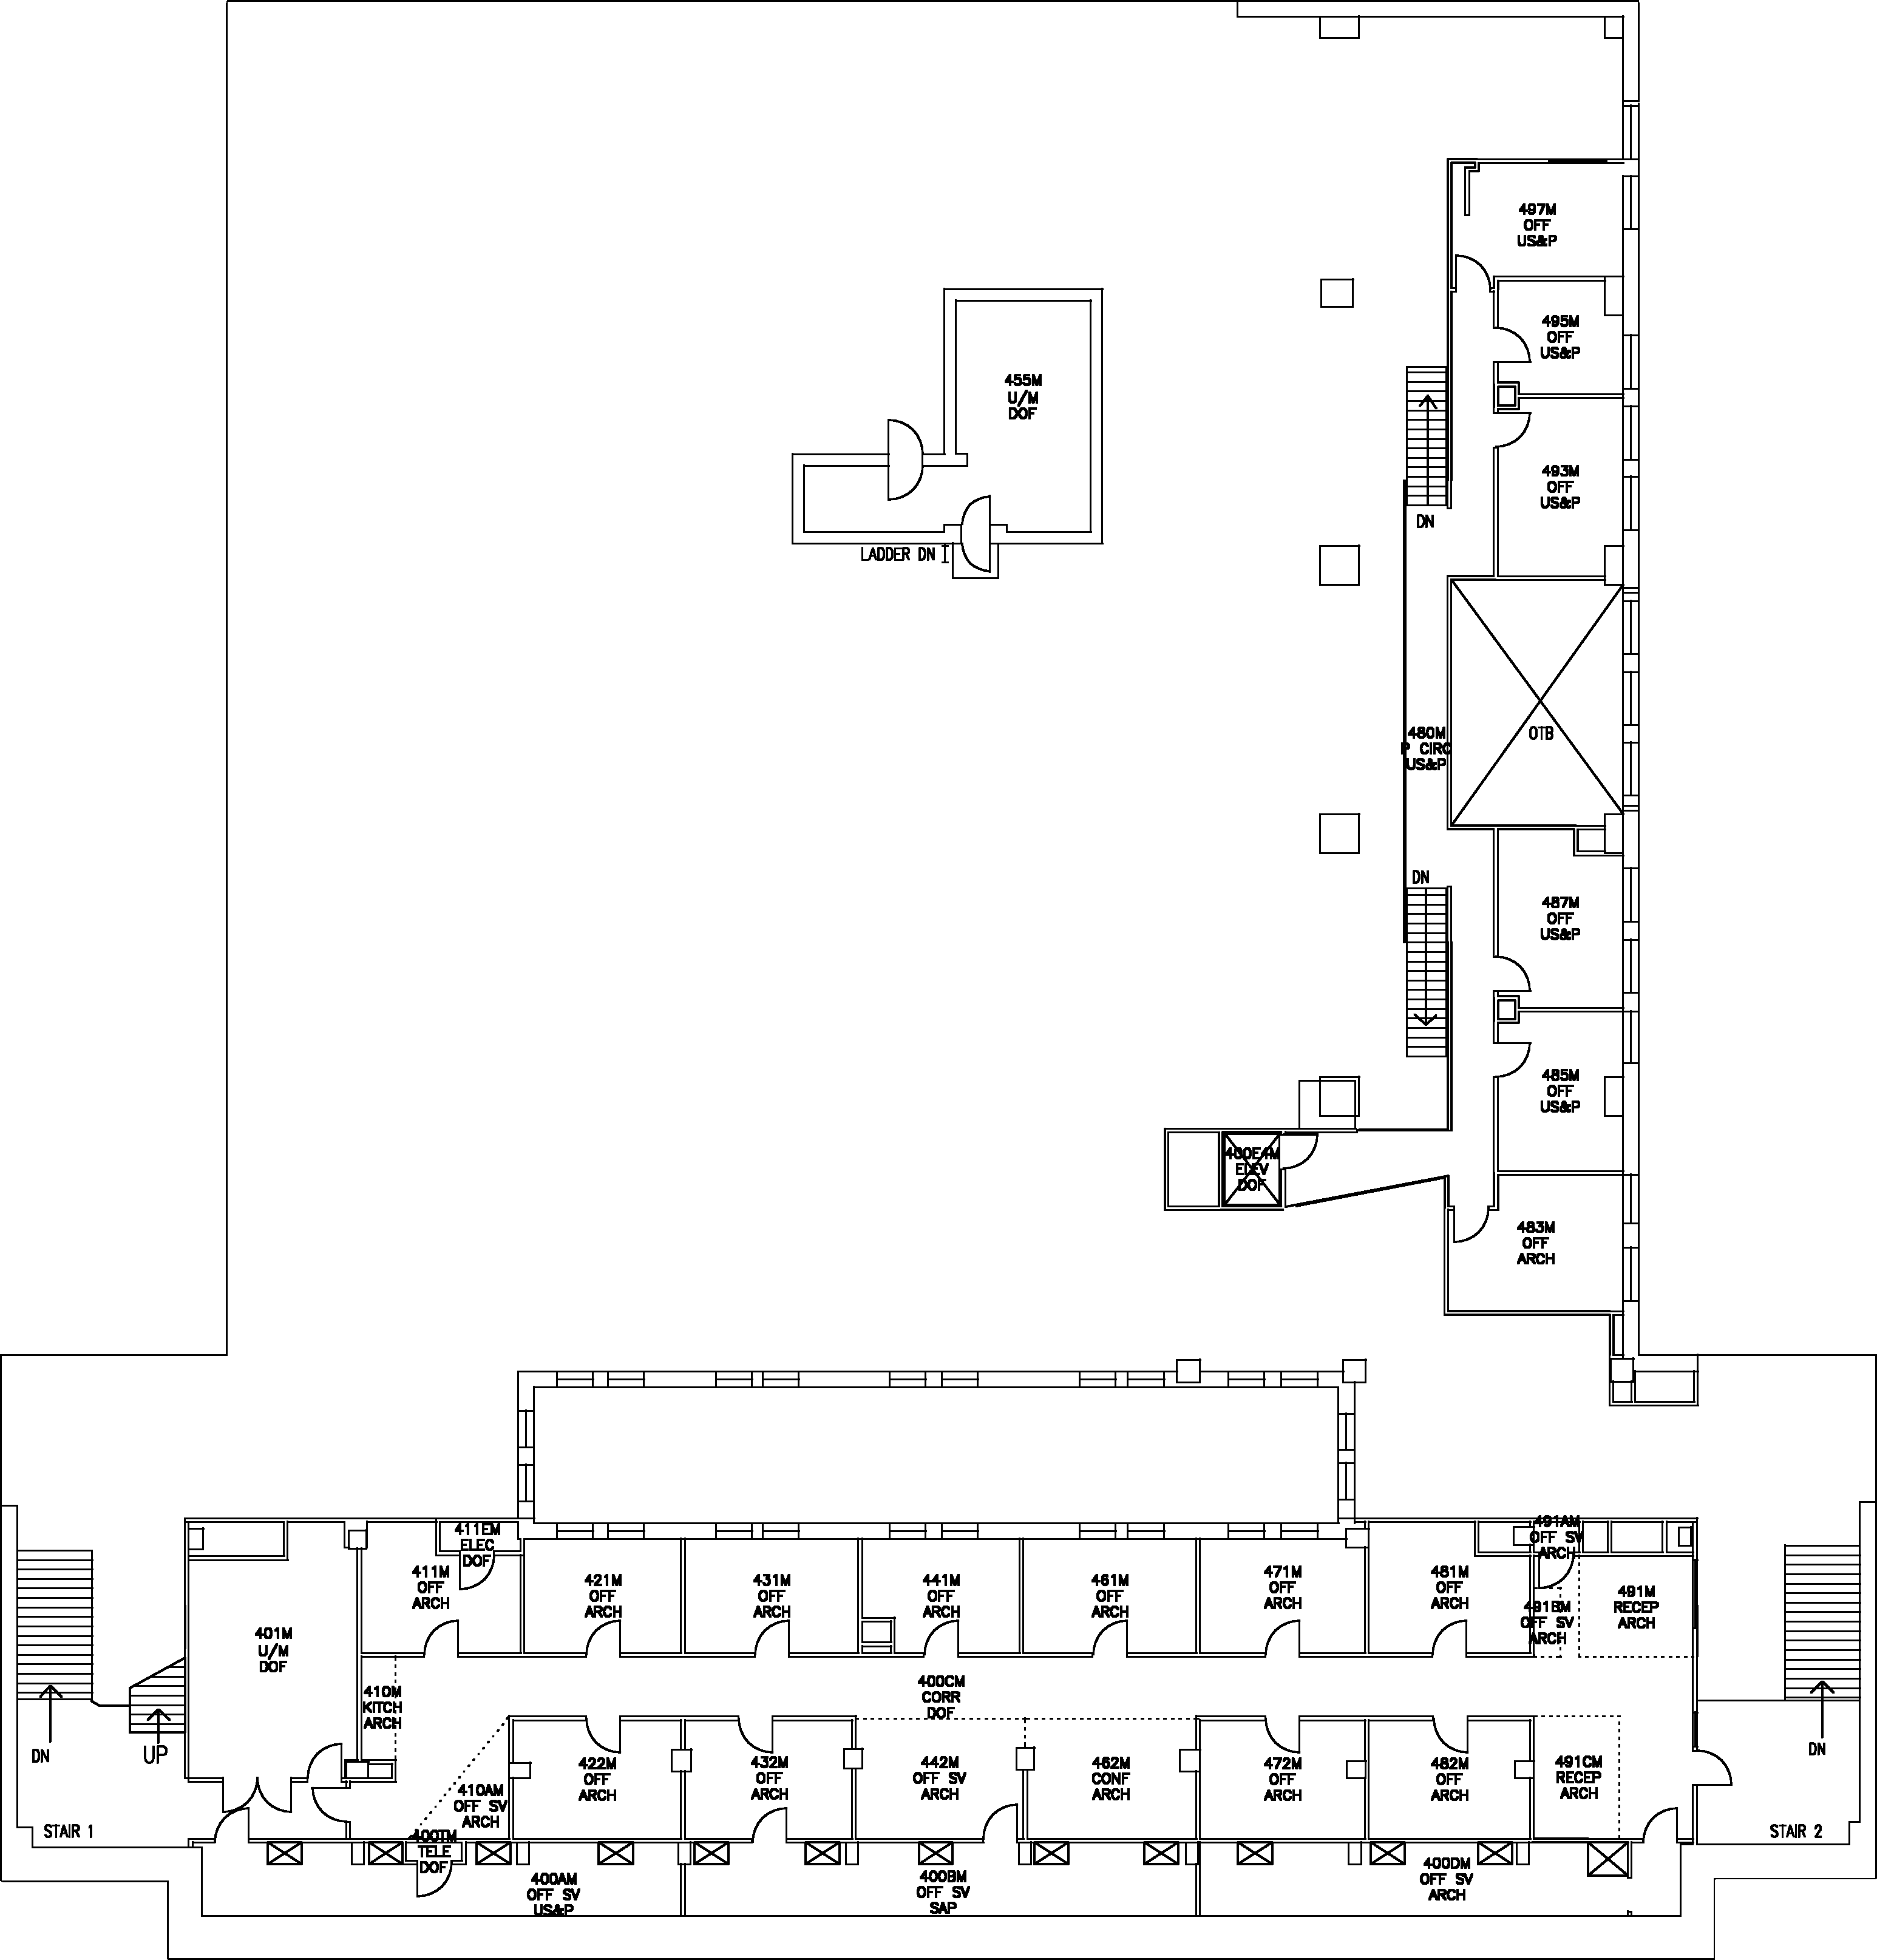 497M
OFF
US&P
495M
OFF
US&P
455M
U/M
DOF
493M
OFF
US&P
DN
LADDER DN
480M
P CIRC
US&P
OTB
DN
487M
OFF
US&P
485M
OFF
US&P
400E4M
ELEV
DOF
483M
OFF
ARCH
411EM
ELEC
DOF
491AM
OFF SV
ARCH
411M
OFF
ARCH
421M
OFF
ARCH
431M
OFF
ARCH
441M
OFF
ARCH
461M
OFF
ARCH
471M
OFF
ARCH
481M
OFF
ARCH
491BM
OFF SV
ARCH
491M
RECEP
ARCH
401M
U/M
DOF
410M
KITCH
ARCH
400CM
CORR
DOF
DN
UP
DN
410AM
OFF SV
ARCH
422M
OFF
ARCH
432M
OFF
ARCH
442M
OFF SV
ARCH
462M
CONF
ARCH
472M
OFF
ARCH
482M
OFF
ARCH
491CM
RECEP
ARCH
STAIR 1
STAIR 2
400TM
TELE
DOF
400AM
OFF SV
US&P
400BM
OFF SV
SAP
400DM
OFF SV
ARCH